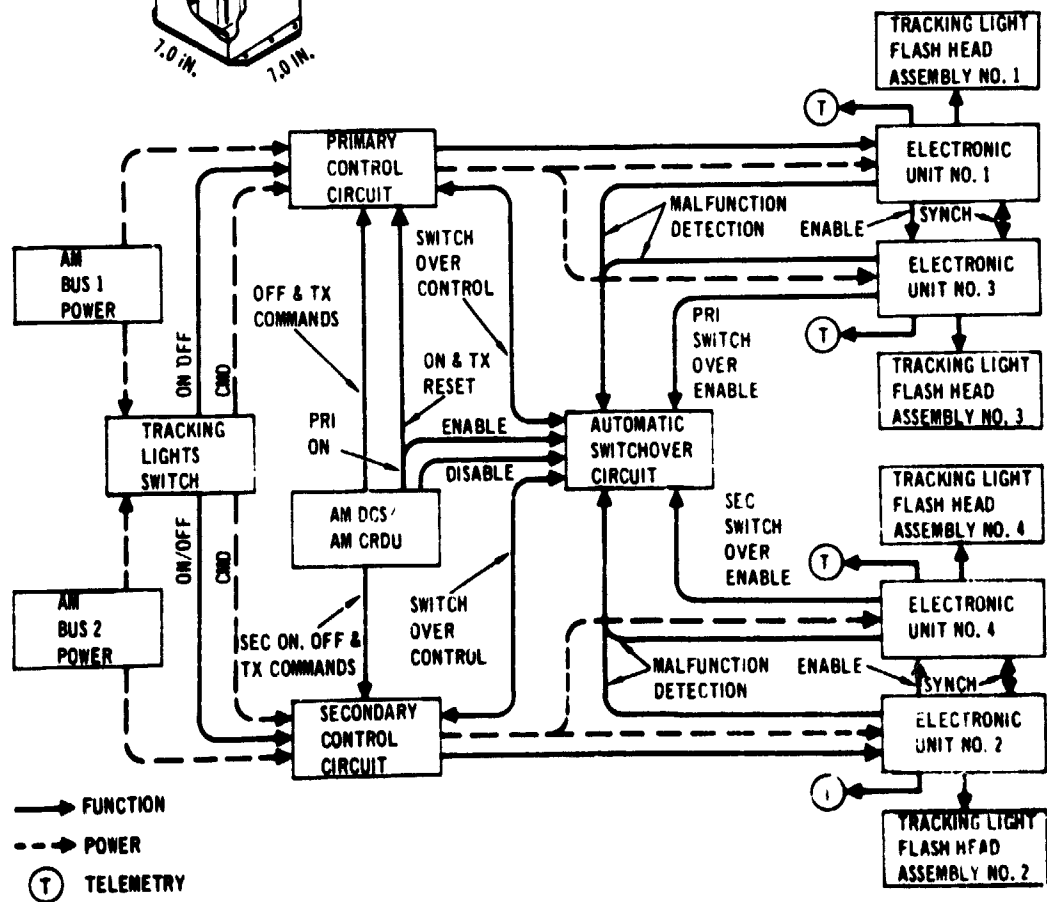 7.0 IN.
7.0 IN.
TRACKING LIGHT
FLASH HEAD
ASSEMBLY NO. 1
T
PRIMARY
CONTROL
CIRCUIT
ELECTRONIC
UNIT NO. 1
MALFUNCTION
DETECTION
ENABLE
SYNCH
SWITCH
OVER
CONTROL
AM
BUS 1
POWER
OFF & TX
COMMANDS
ELECTRONIC
UNIT NO. 3
T
PRI
SWITCH
OVER
ENABLE
ON OFF
CMD
ON & TX
RESET
PRI
ON
ENABLE
DISABLE
TRACKING LIGHT
FLASH HEAD
ASSEMBLY NO. 3
TRACKING
LIGHTS
SWITCH
AUTOMATIC
SWITCHOVER
CIRCUIT
AM DCS/
AM CRDU
TRACKING LIGHT
FLASH HEAD
ASSEMBLY NO. 4
SEC
SWITCH
OVER
ENABLE
T
ON/OFF
CMD
AM
BUS 2
POWER
SEC ON, OFF &
TX COMMANDS
SWITCH
OVER
CONTROL
ELECTRONIC
UNIT NO. 4
MALFUNCTION
DETECTION
ENABLE
SYNCH
SECONDARY
CONTROL
CIRCUIT
ELECTRONIC
UNIT NO. 2
FUNCTION
POWER
T TELEMETRY
TRACKING LIGHT
FLASH HEAD
ASSEMBLY NO. 2